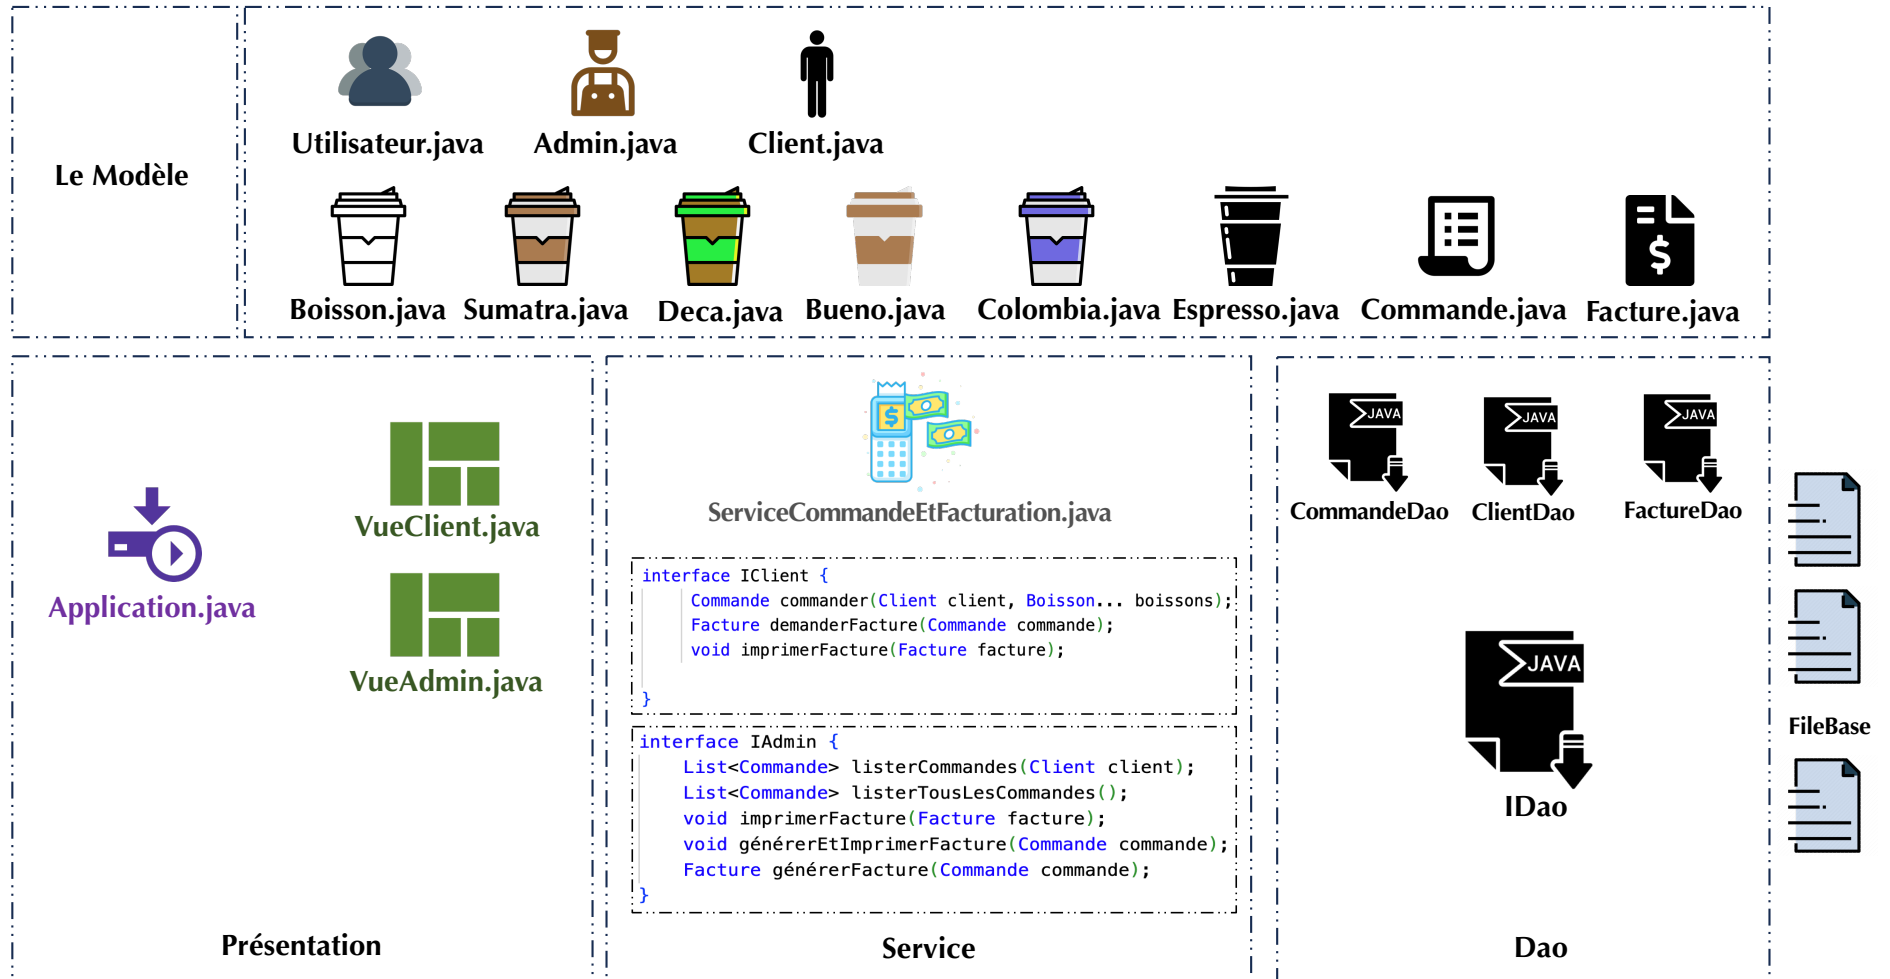 Le Modèle
Utilisateur.java
Admin.java
Client.java
Boisson.java
Sumatra.java
Deca.java
Bueno.java
Colombia.java
Espresso.java
Commande.java
Facture.java
$
Application.java
VueClient.java
VueAdmin.java
Présentation
$
ServiceCommandeEtFacturation.java
interface IClient {
Commande commander(Client client, Boisson... boissons);
Facture demanderFacture(Commande commande);
void imprimerFacture(Facture facture);
}
interface IAdmin {
List<Commande> listerCommandes(Client client);
List<Commande> listerTousLesCommandes();
void imprimerFacture(Facture facture);
void générerEtImprimerFacture(Commande commande);
Facture générerFacture(Commande commande);
}
Service
JAVA
JAVA
JAVA
CommandeDao
ClientDao
FactureDao
JAVA
IDao
Dao
FileBase